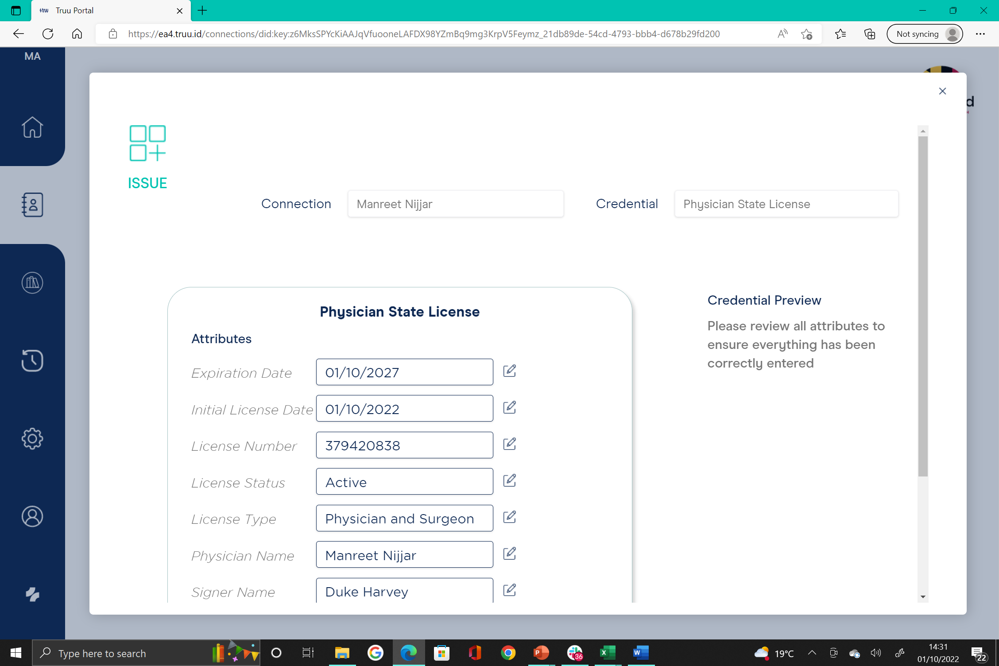 truu Truu Portal
https://ea4.truu.id/connections/did:key:z6MksSPYcKiAAJqVfuooneLAFDX98YZmBq9mg3KrpV5Feymz_21db89de-54cd-4793-bbb4-d678b29fd200
Not syncing
MA
d
H
ISSUE
Connection Manreet Nijjar Credential Physician State License
Physician State License
Attributes
Expiration Date 01/10/2027
Initial License Date 01/10/2022
License Number 379420838
License Status Active
License Type Physician and Surgeon
Physician Name Manreet Nijjar
Signer Name Duke Harvey
Credential Preview
Please review all attributes to
ensure everything has been
correctly entered
Type here to search
36
19°C
14:31
01/10/2022
22